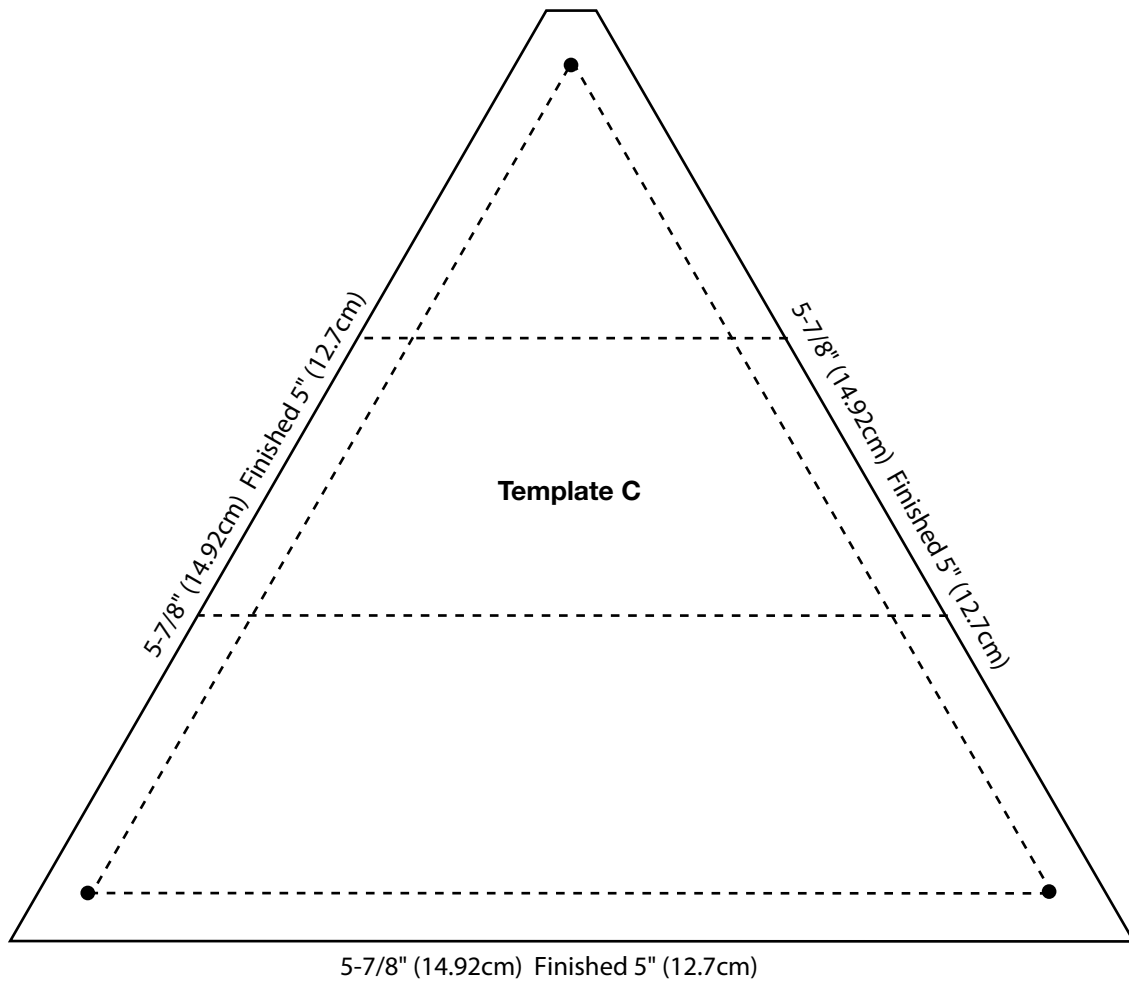 5-7/8" (14.92cm)  Finished 5" (12.7cm)
5-7/8" (14.92cm)  Finished 5" (12.7cm)
Template C
5-7/8" (14.92cm)  Finished 5" (12.7cm)